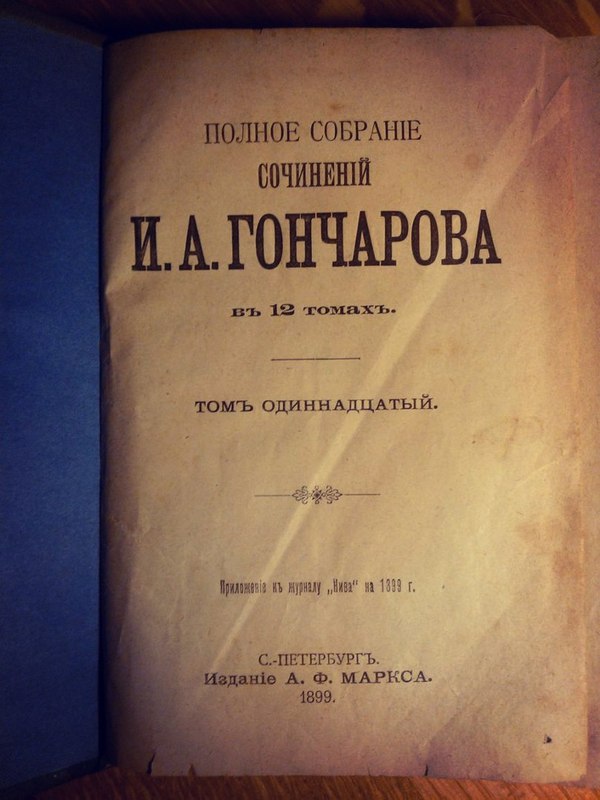 ПОЛНОЕ СОБРАНІЕ
СОЧИНЕНІЙ
И. А. ГОНЧАРОВА
въ 12 томахъ.
ТОМЪ ОДИННАДЦАТЫЙ.
Приложеніе къ журналу „Нива“ на 1899 г.
С.-ПЕТЕРБУРГЪ.
Изданіе А. Ф. МАРКСА.
1899.